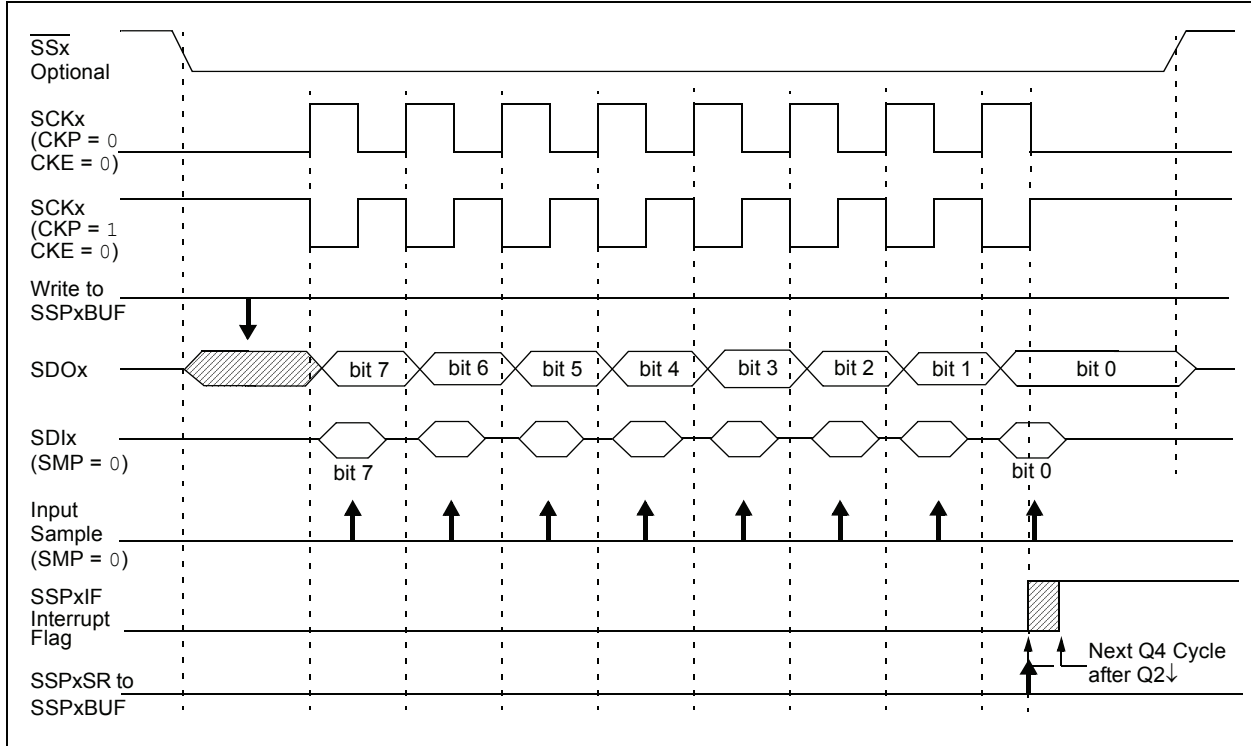 SSx
Optional
SCKx
(CKP = 0
CKE = 0)
SCKx
(CKP = 1
CKE = 0)
Write to
SSPxBUF
SDOx
bit 7
bit 6
bit 5
bit 4
bit 3
bit 2
bit 1
bit 0
SDIx
(SMP = 0)
bit 7
bit 0
Input
Sample
(SMP = 0)
SSPxIF
Interrupt
Flag
Next Q4 Cycle
after Q2↓
SSPxSR to
SSPxBUF